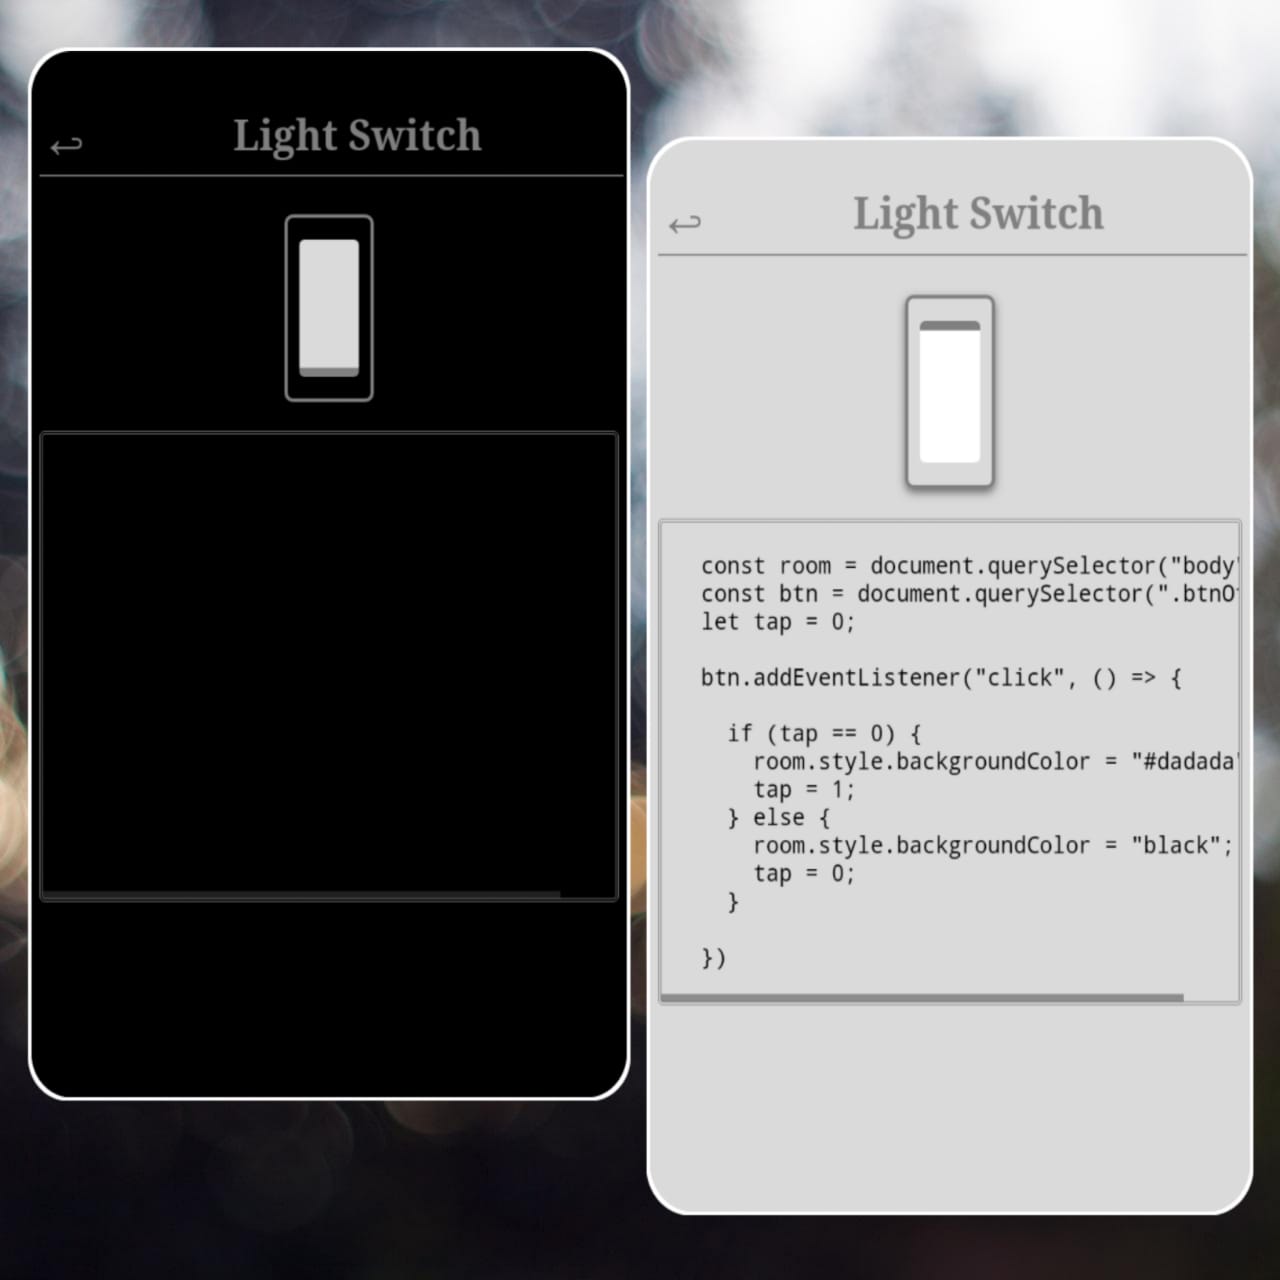 Light Switch
Light Switch
const room = document.querySelector("body"
const btn = document.querySelector(".btnO
let tap = 0;
btn.addEventListener("click", () => {
if (tap == 0) {
room.style.backgroundColor = "#dadada"
tap = 1;
} else {
room.style.backgroundColor = "black";
tap = 0;
}
})